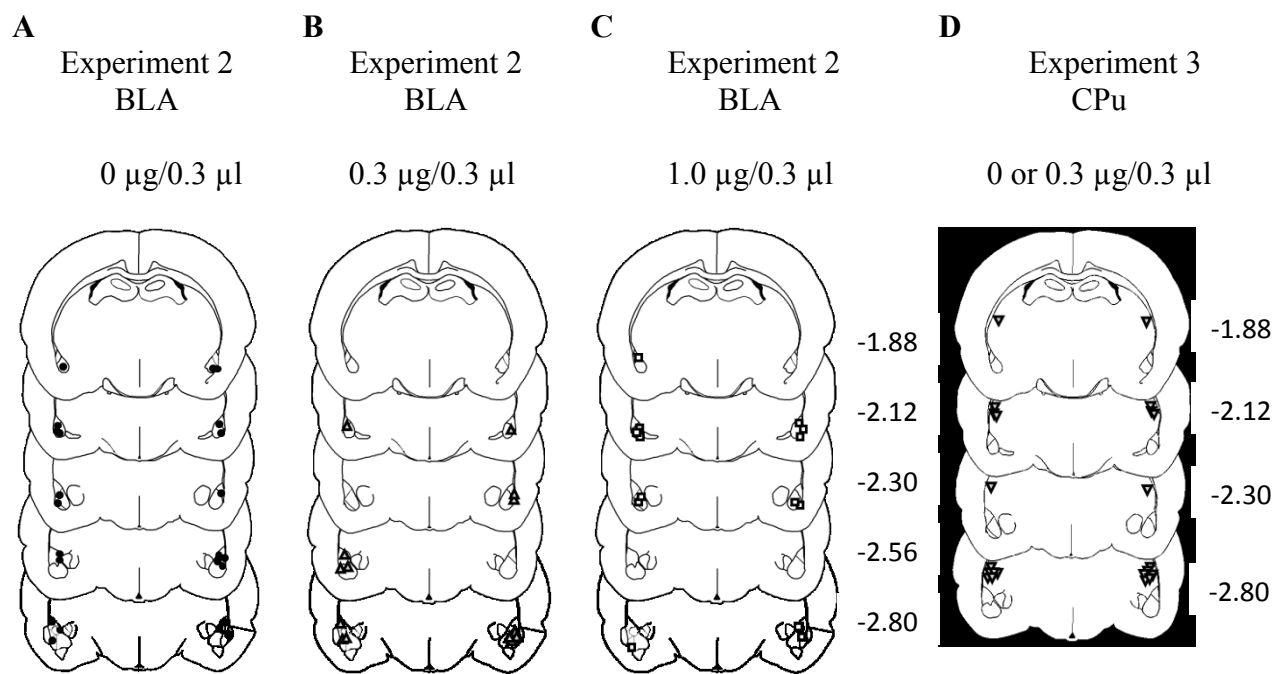 A
Experiment 2
BLA
0 µg/0.3 µl
B
Experiment 2
BLA
0.3 µg/0.3 µl
C
Experiment 2
BLA
1.0 µg/0.3 µl
-1.88
-2.12
-2.30
-2.56
-2.80
D
Experiment 3
CPu
0 or 0.3 µg/0.3 µl
-1.88
-2.12
-2.30
-2.80